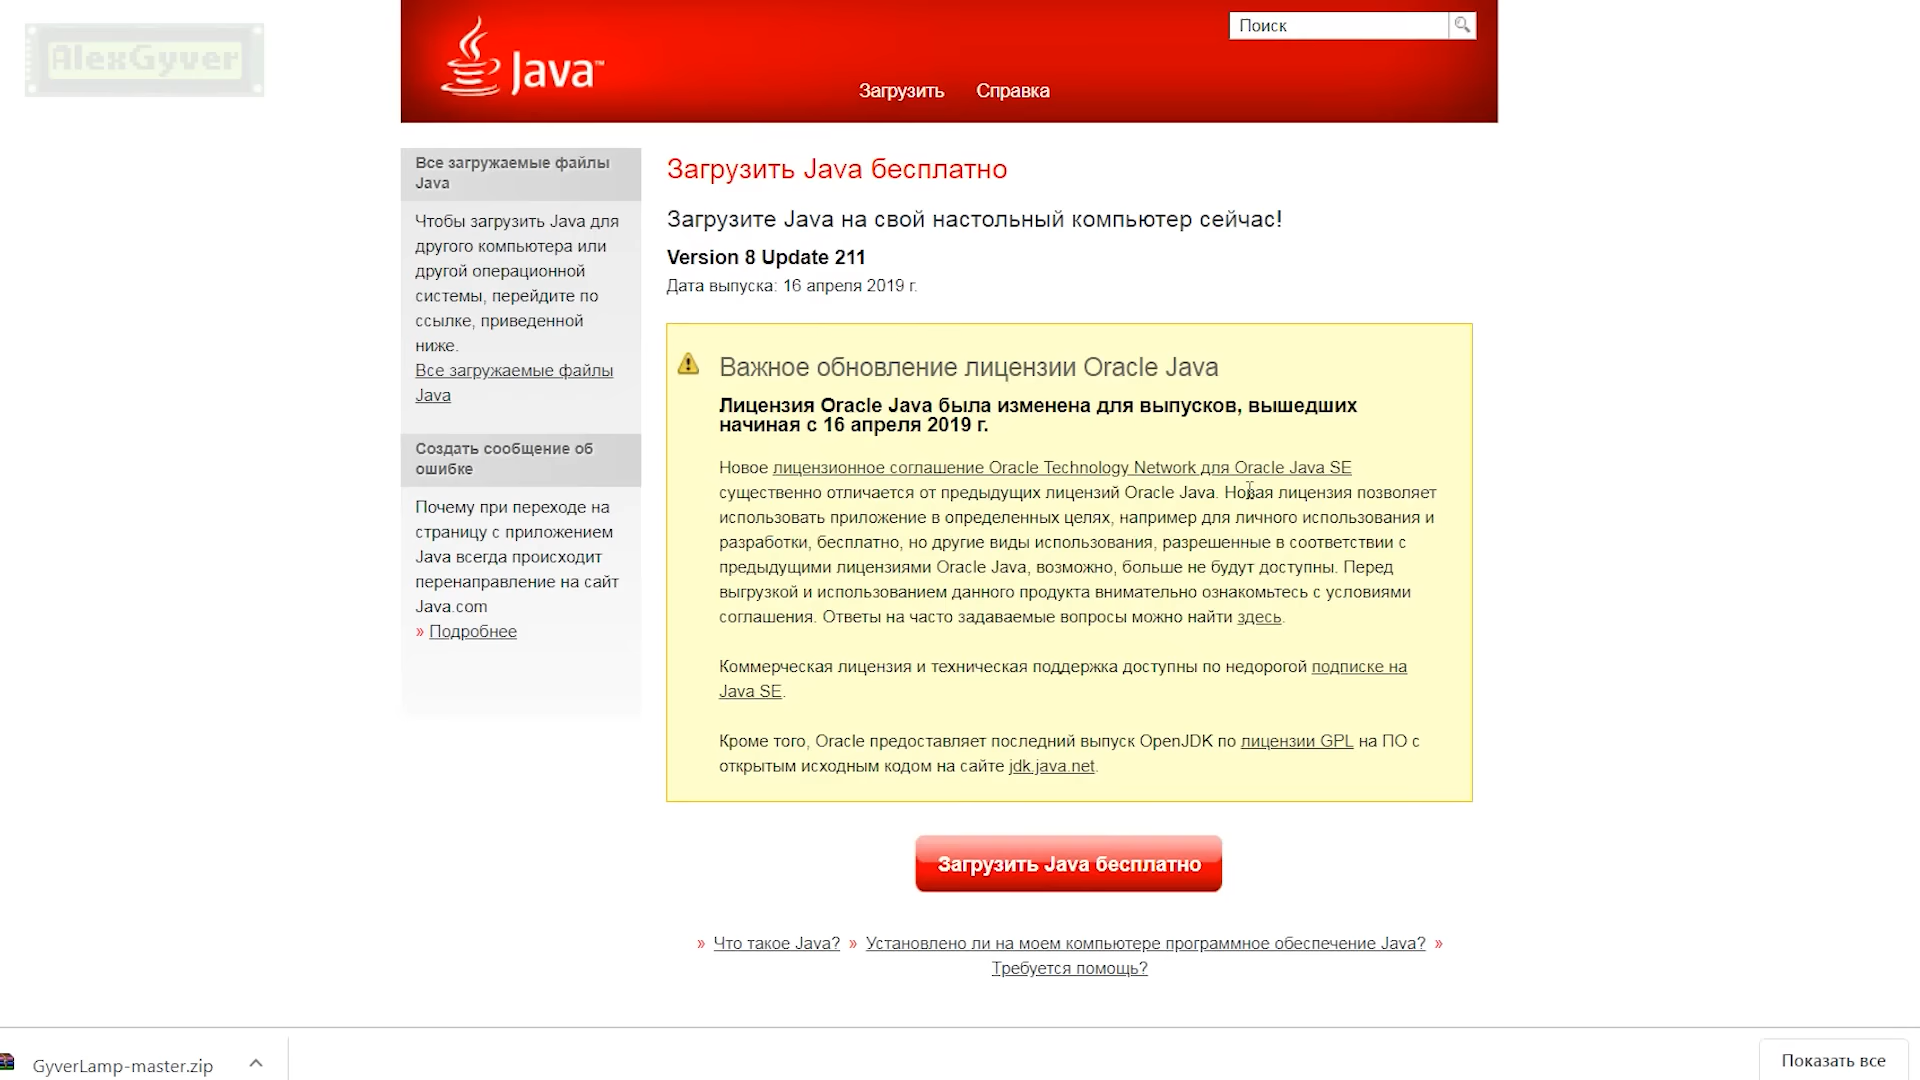 AlexGyver
Java™
Поиск
Загрузить Справка
Все загружаемые файлы
Java
Чтобы загрузить Java для
другого компьютера или
другой операционной
системы, перейдите по
ссылке, приведенной
ниже.
Все загружаемые файлы
Java
Создать сообщение об
ошибке
Почему при переходе на
страницу с приложением
Java всегда происходит
перенаправление на сайт
Java.com
» Подробнее
Загрузить Java бесплатно
Загрузите Java на свой настольный компьютер сейчас!
Version 8 Update 211
Дата выпуска: 16 апреля 2019 г.
Важное обновление лицензии Oracle Java
Лицензия Oracle Java была изменена для выпусков, вышедших
начиная с 16 апреля 2019 г.
Новое лицензионное соглашение Oracle Technology Network для Oracle Java SE
существенно отличается от предыдущих лицензий Oracle Java. Новая лицензия позволяет
использовать приложение в определенных целях, например для личного использования и
разработки, бесплатно, но другие виды использования, разрешенные в соответствии с
предыдущими лицензиями Oracle Java, возможно, больше не будут доступны. Перед
выгрузкой и использованием данного продукта внимательно ознакомьтесь с условиями
соглашения. Ответы на часто задаваемые вопросы можно найти здесь.
Коммерческая лицензия и техническая поддержка доступны по недорогой подписке на
Java SE.
Кроме того, Oracle предоставляет последний выпуск OpenJDK по лицензии GPL на ПО с
открытым исходным кодом на сайте jdk.java.net.
Загрузить Java бесплатно
» Что такое Java? » Установлено ли на моем компьютере программное обеспечение Java? »
Требуется помощь?
GyverLamp-master.zip
Показать все